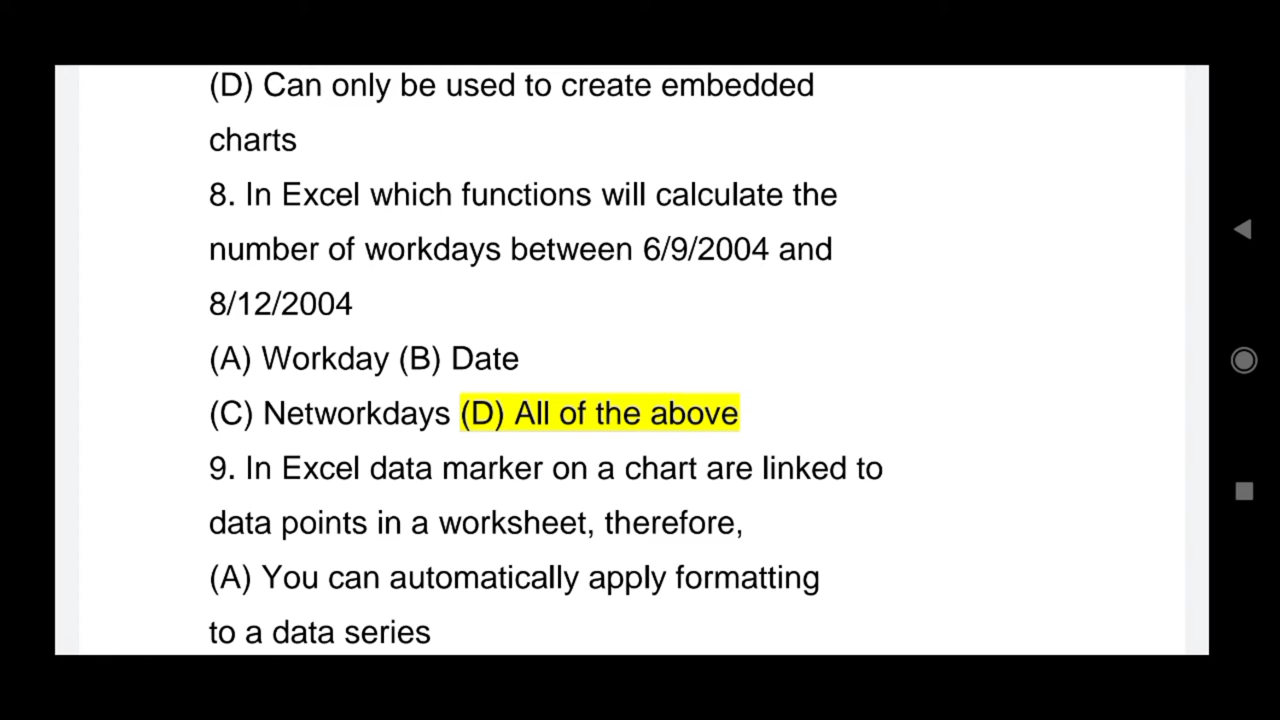 (D) Can only be used to create embedded
charts
8. In Excel which functions will calculate the
number of workdays between 6/9/2004 and
8/12/2004
(A) Workday (B) Date
(C) Networkdays (D) All of the above
9. In Excel data marker on a chart are linked to
data points in a worksheet, therefore,
(A) You can automatically apply formatting
to a data series